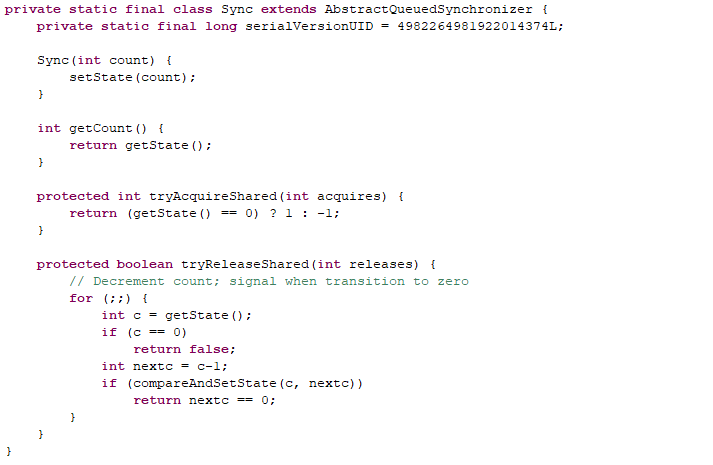 private static final class Sync extends AbstractQueuedSynchronizer {
    private static final long serialVersionUID = 4982264981922014374L;

    Sync(int count) {
        setState(count);
    }

    int getCount() {
        return getState();
    }

    protected int tryAcquireShared(int acquires) {
        return (getState() == 0) ? 1 : -1;
    }

    protected boolean tryReleaseShared(int releases) {
        // Decrement count; signal when transition to zero
        for (;;) {
            int c = getState();
            if (c == 0)
                return false;
            int nextc = c-1;
            if (compareAndSetState(c, nextc))
                return nextc == 0;
        }
    }
}